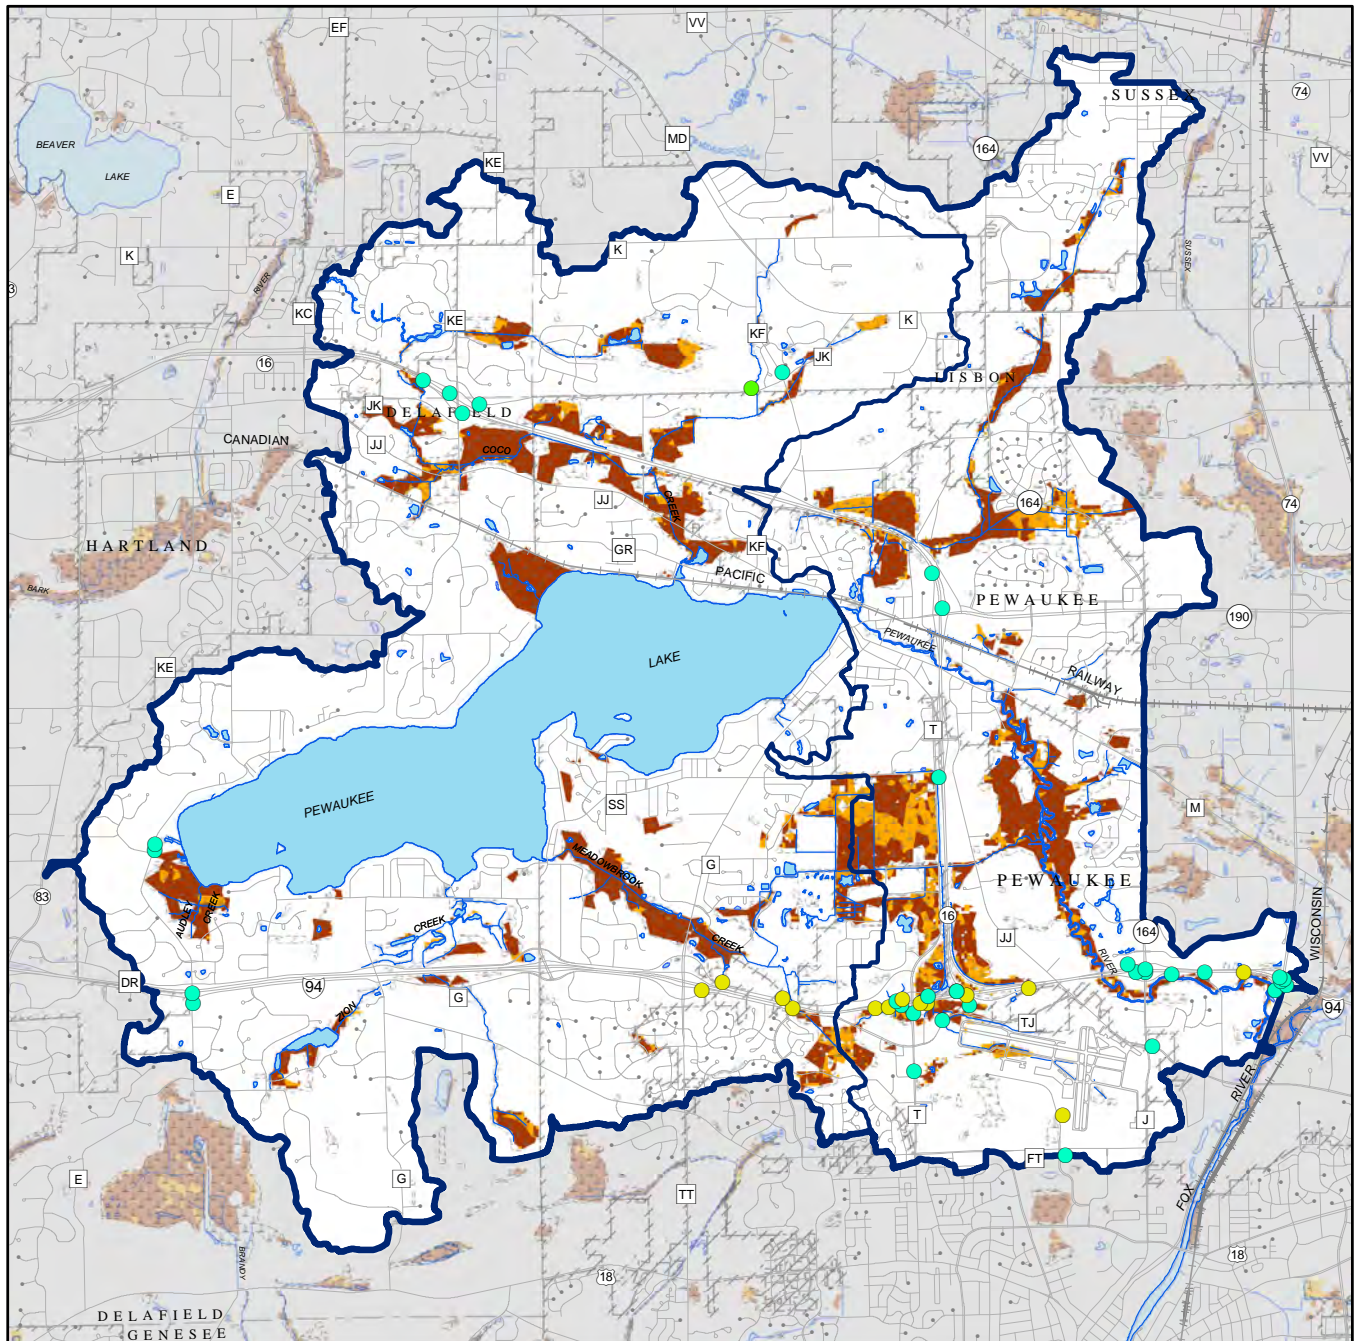 EF
VV
SUSSEX
74
BEAVER
LAKE
MD
164
VV
KE
E
K
K
SUSSEX
RIVER
KC
KE
KF
K
JK
16
LISBON
JK
DELAFIELD
CANADIAN
JJ
COCO
JJ
CREEK
164
74
HARTLAND
GR
KF
PACIFIC
BARK
PEWAUKEE
190
PEWAUKEE
KE
LAKE
RAILWAY
T
PEWAUKEE
SS
M
MEADOWBROOK
G
PEWAUKEE
83
AUDLEY
CREEK
CREEK
16
WISCONSIN
CREEK
JJ
164
RIVER
DR
94
G
ZION
TJ
94
RIVER
T
J
FT
E
G
TT
FOX
BRANDY
18
18
DELAFIELD
GENESEE